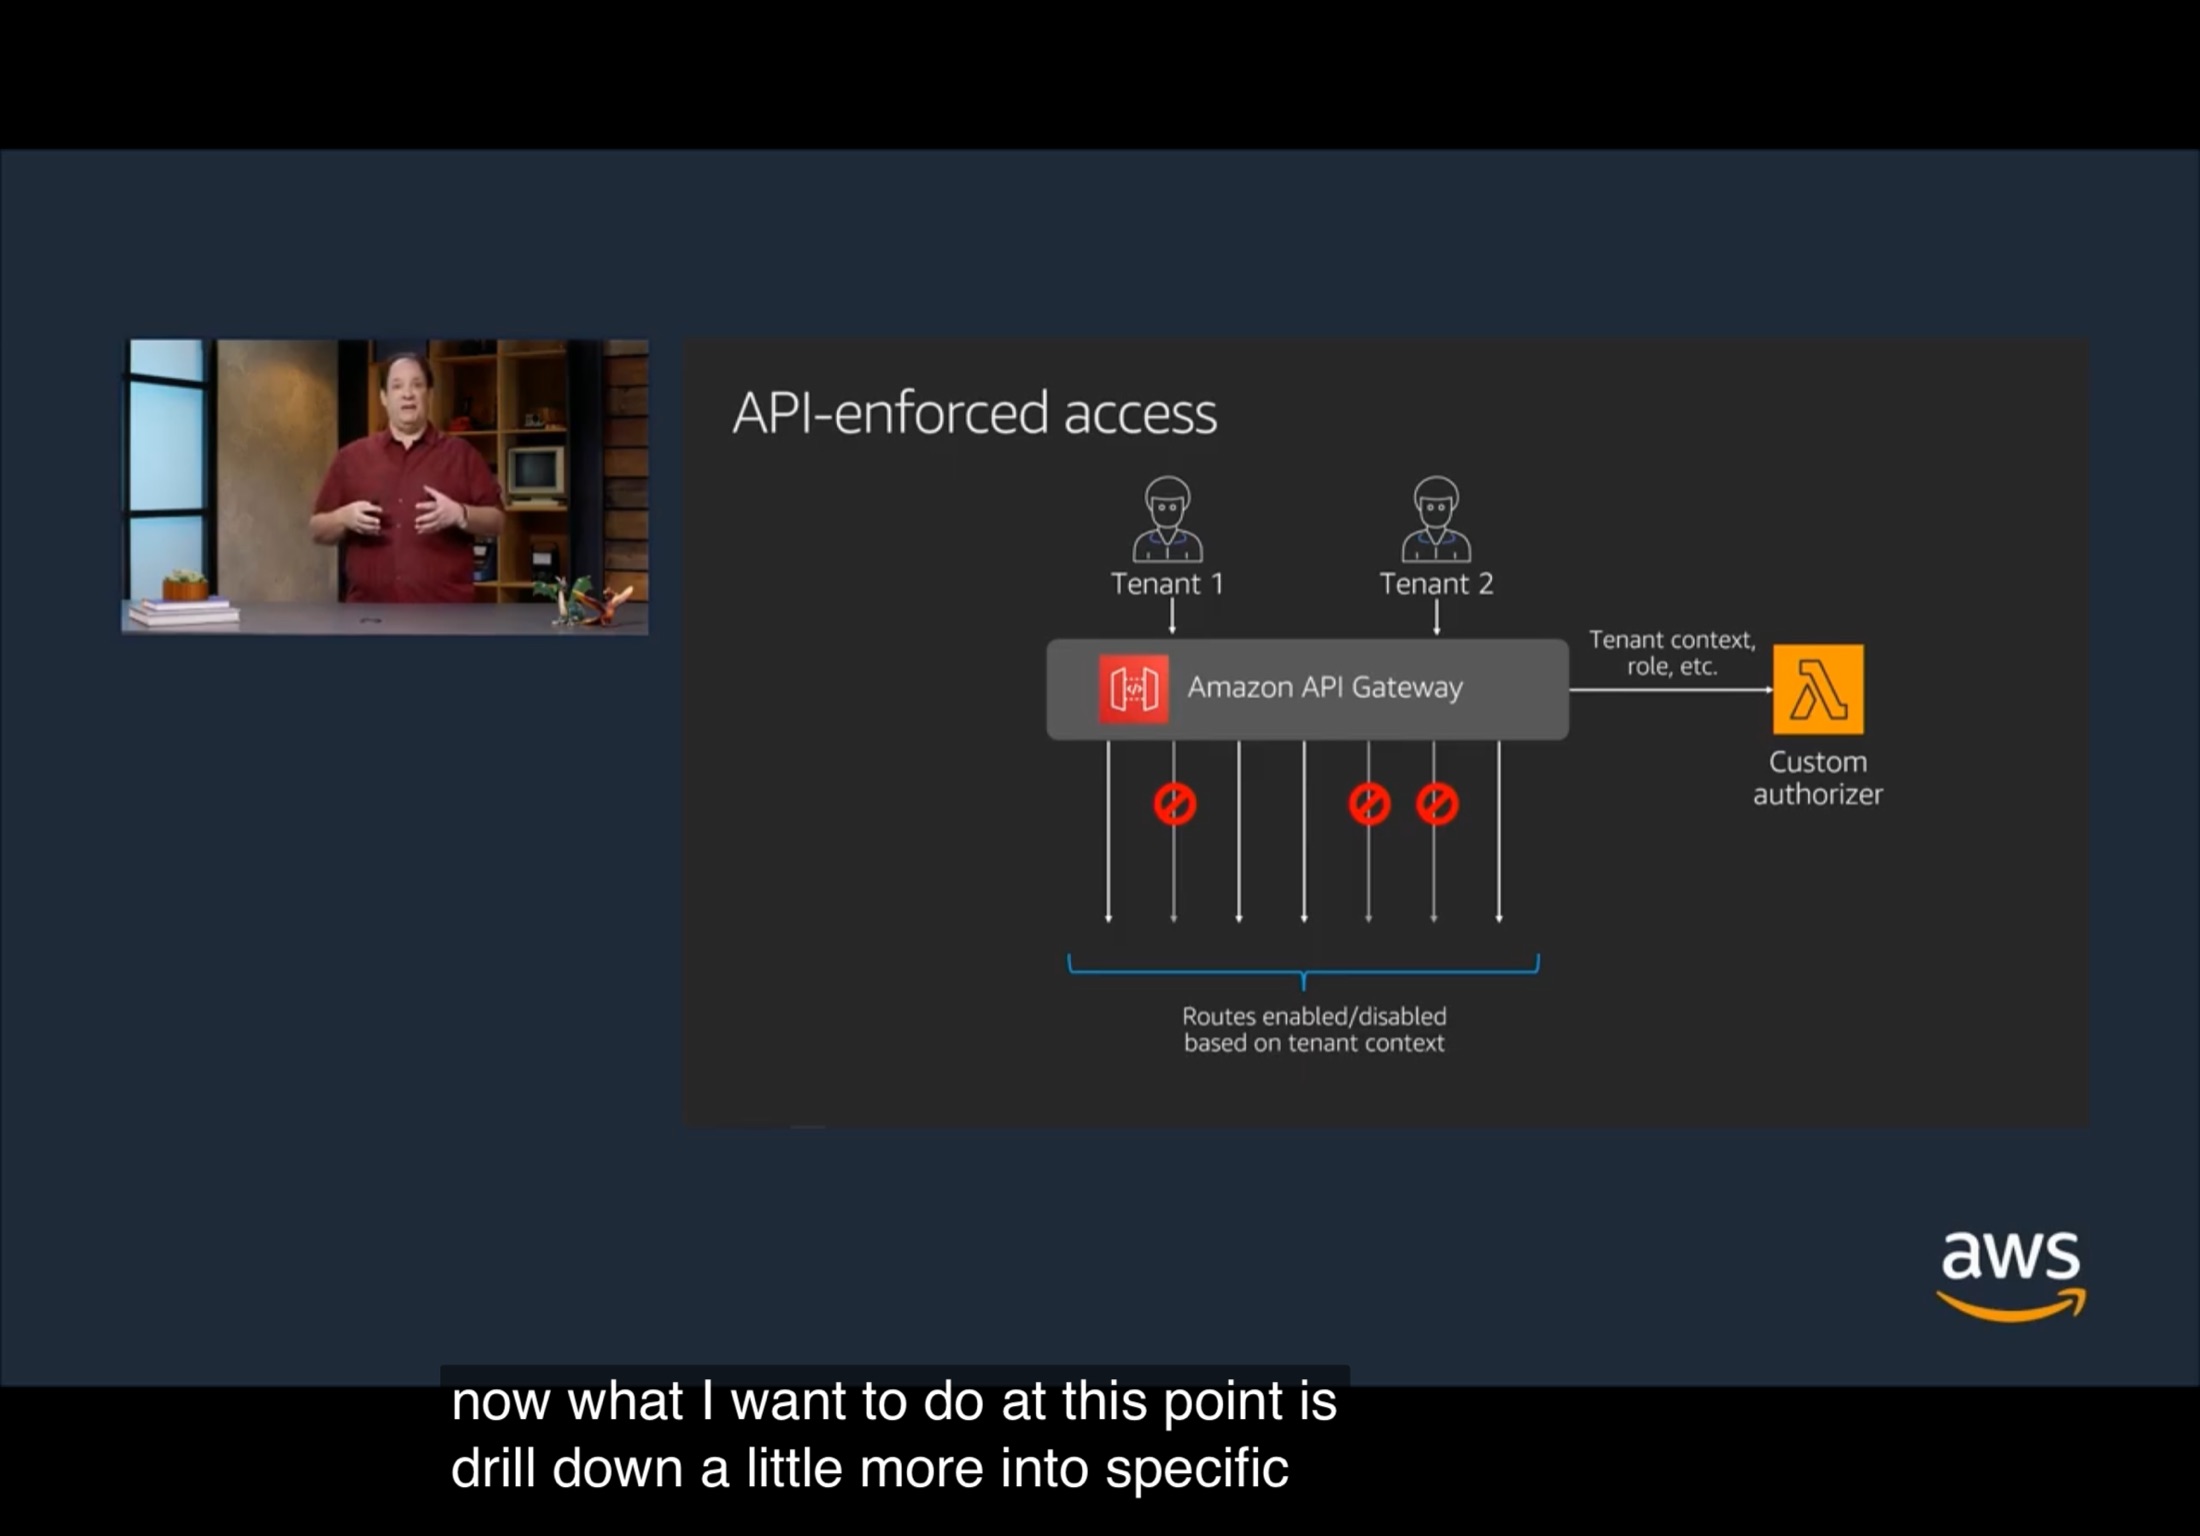 API-enforced access
Tenant 1
Tenant 2
Amazon API Gateway
Tenant context,
role, etc.
Custom
authorizer
Routes enabled/disabled
based on tenant context
aws
now what I want to do at this point is
drill down a little more into specific